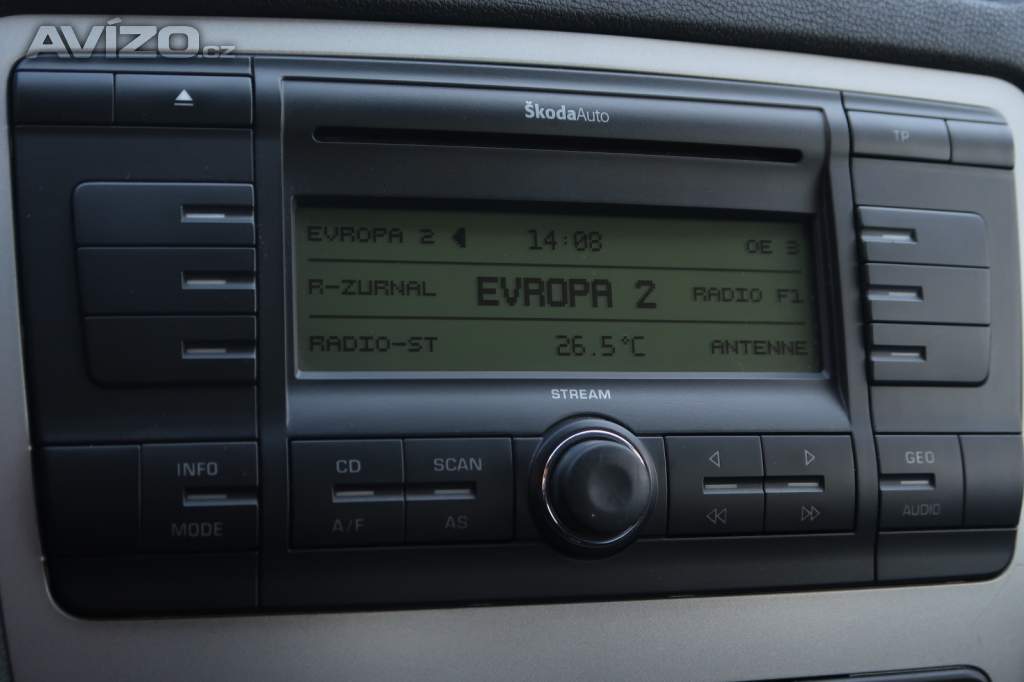 AVÍZO.cz
ŠkodaAuto
TP
EVROPA 2 14:08 OE 3
R-ZURNAL EVROPA 2 RADIO F1
RADIO-ST 26.5°C ANTENNE
STREAM
INFO CD SCAN GEO
MODE A/F AS AUDIO